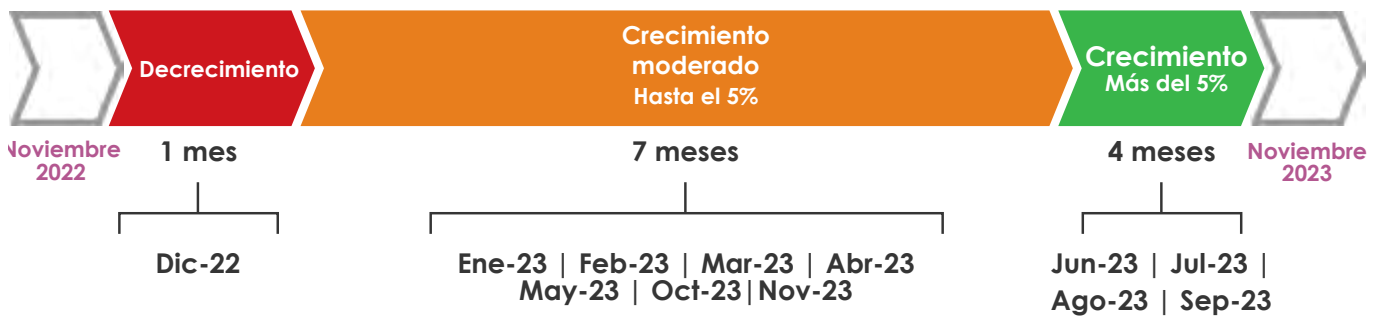 Decrecimiento
Crecimiento
moderado
Hasta el 5%
Crecimiento
Más del 5%
Noviembre
2022
1 mes
7 meses
4 meses
Noviembre
2023
Dic-22
Ene-23 | Feb-23 | Mar-23 | Abr-23
May-23 | Oct-23|Nov-23
Jun-23 | Jul-23 |
Ago-23 | Sep-23